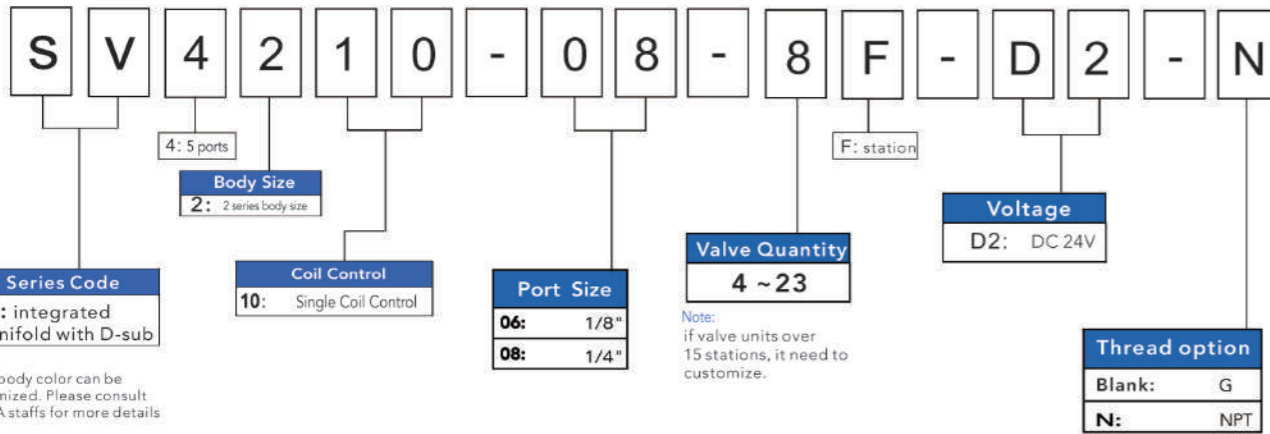 S V 4 2 1 0 - 0 8 - 8 F - D 2 - N
4: 5 ports
F: station
Body Size
2: 2 series body size
Series Code
: integrated
nifold with D-sub
body color can be
mized. Please consult
A staffs for more details
Coil Control
10: Single Coil Control
Port Size
06: 1/8"
08: 1/4"
Valve Quantity
4 ~23
Note:
if valve units over
15 stations, it need to
customize.
Voltage
D2: DC 24V
Thread option
Blank: G
N: NPT